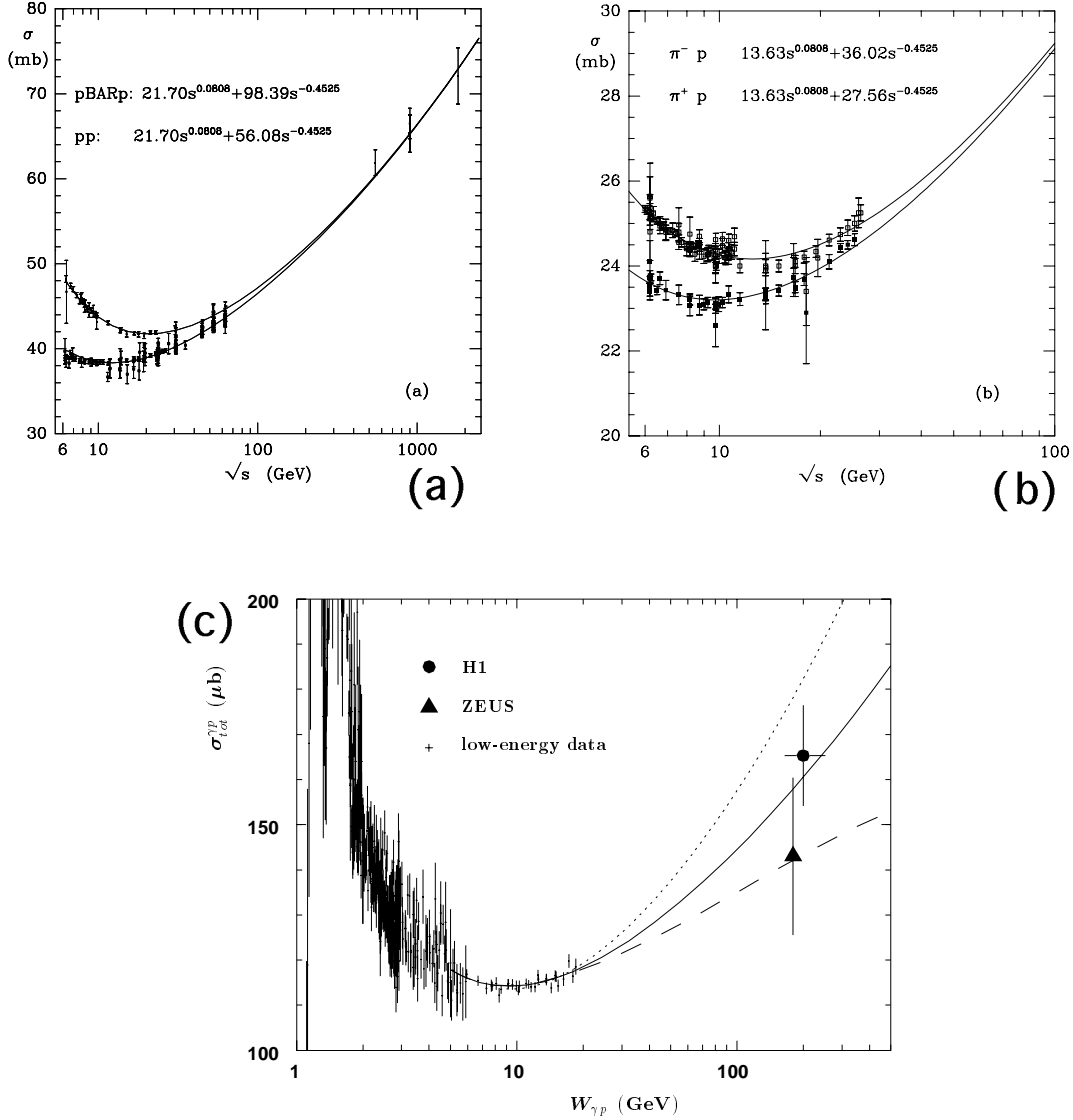 80
σ
(mb)
70
60
50
40
30
pBARp: 21.70s^0.0808+98.39s^-0.4525
pp: 21.70s^0.0808+56.08s^-0.4525
(a)
6 10 100 1000
√s (GeV)
(a)
30
σ
(mb)
28
26
24
22
20
π⁻ p 13.63s^0.0808+36.02s^-0.4525
π⁺ p 13.63s^0.0808+27.56s^-0.4525
(b)
6 10 100
√s (GeV)
(b)
(c)
200
150
100
σ_tot^γp (μb)
H1
ZEUS
low-energy data
1 10 100
W_γp (GeV)